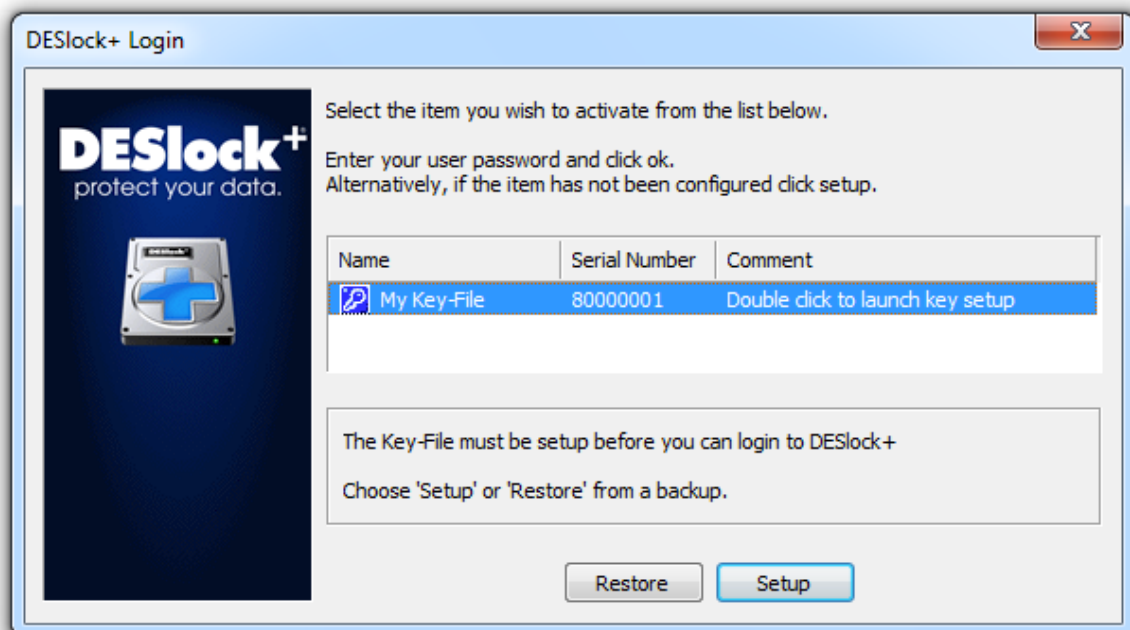 DESlock+ Login
DESlock+
protect your data.
Select the item you wish to activate from the list below.
Enter your user password and click ok.
Alternatively, if the item has not been configured click setup.
Name Serial Number Comment
My Key-File 80000001 Double click to launch key setup
The Key-File must be setup before you can login to DESlock+
Choose 'Setup' or 'Restore' from a backup.
Restore Setup